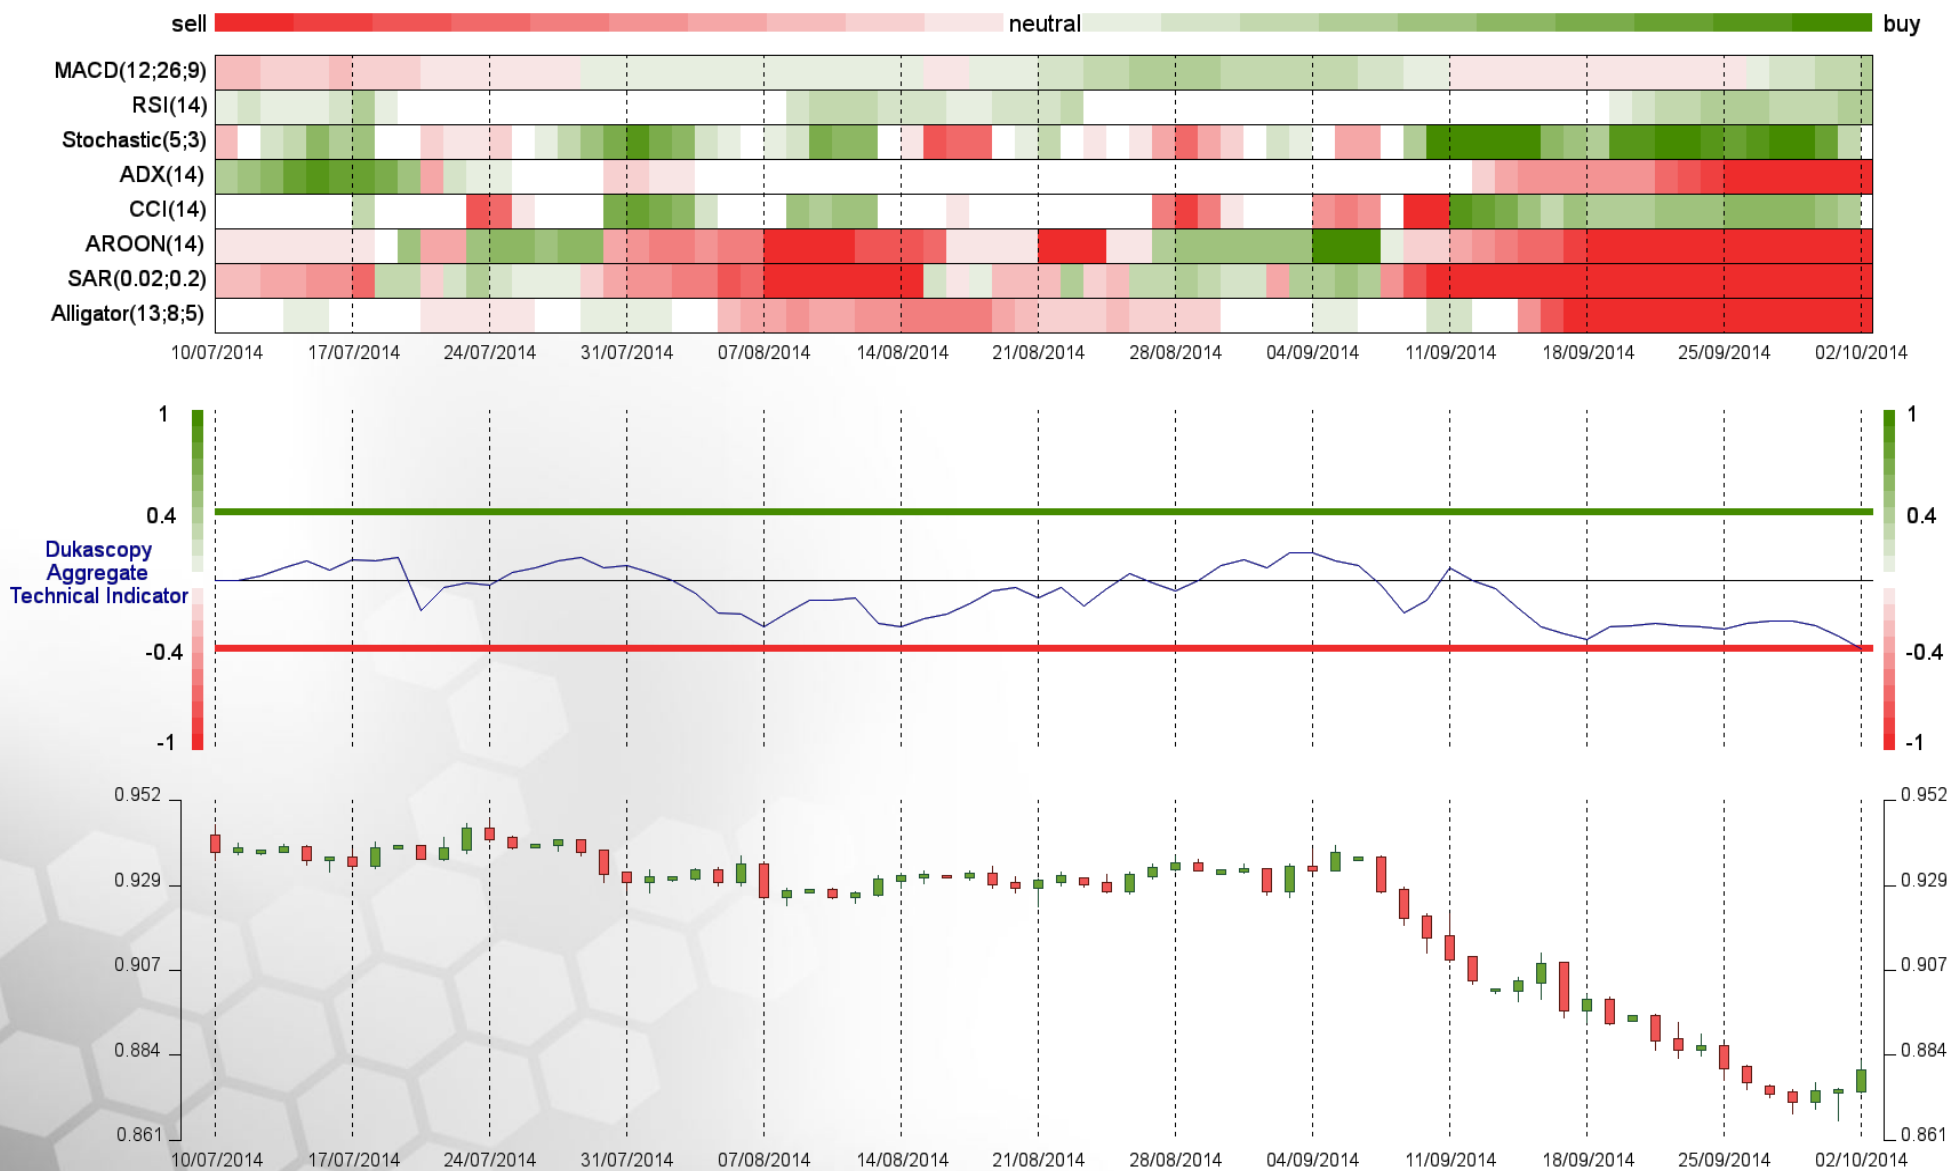 sell neutral buy
MACD(12;26;9)
RSI(14)
Stochastic(5;3)
ADX(14)
CCI(14)
AROON(14)
SAR(0.02;0.2)
Alligator(13;8;5)
10/07/2014 17/07/2014 24/07/2014 31/07/2014 07/08/2014 14/08/2014 21/08/2014 28/08/2014 04/09/2014 11/09/2014 18/09/2014 25/09/2014 02/10/2014
1 1
0.4 0.4
Dukascopy
Aggregate
Technical Indicator
-0.4 -0.4
-1 -1
0.952 0.952
0.929 0.929
0.907 0.907
0.884 0.884
0.861 0.861
10/07/2014 17/07/2014 24/07/2014 31/07/2014 07/08/2014 14/08/2014 21/08/2014 28/08/2014 04/09/2014 11/09/2014 18/09/2014 25/09/2014 02/10/2014